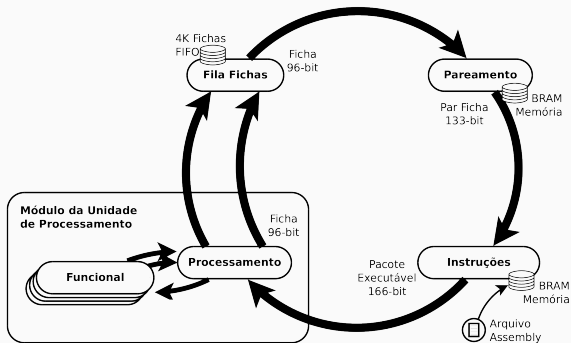 4K Fichas
FIFO
Fila Fichas
Ficha
96-bit
Pareamento
BRAM
Memória
Par Ficha
133-bit
Módulo da Unidade
de Processamento
Ficha
96-bit
Funcional
Processamento
Pacote
Executável
166-bit
Instruções
BRAM
Memória
Arquivo
Assembly